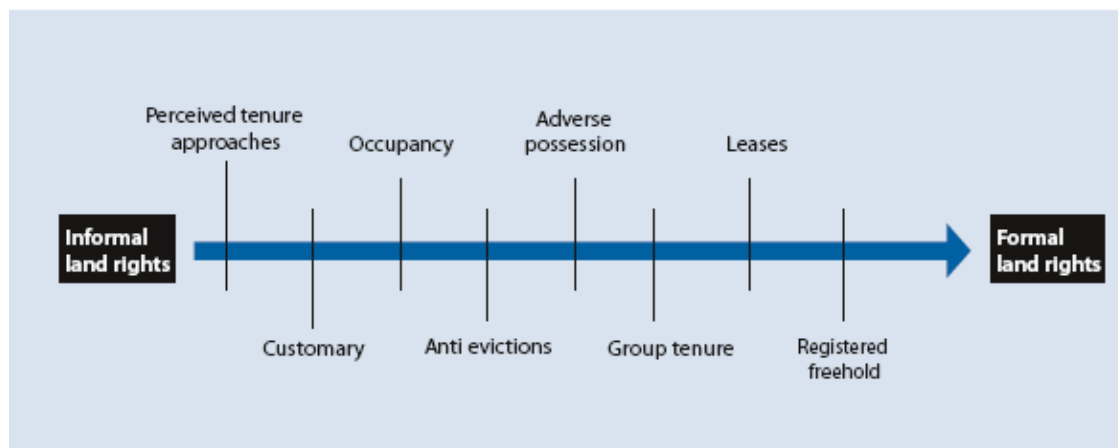 Perceived tenure
approaches
Occupancy
Adverse
possession
Leases
Informal
land rights
Formal
land rights
Customary
Anti evictions
Group tenure
Registered
freehold